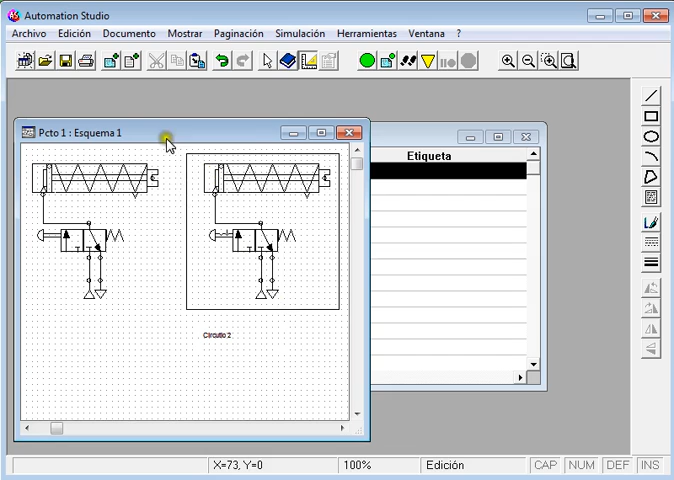 Automation Studio
Archivo Edición Documento Mostrar Paginación Simulación Herramientas Ventana ?
Pcto 1 : Esquema 1
Etiqueta
Circutio 2
X=73, Y=0 100% Edición CAP NUM DEF INS